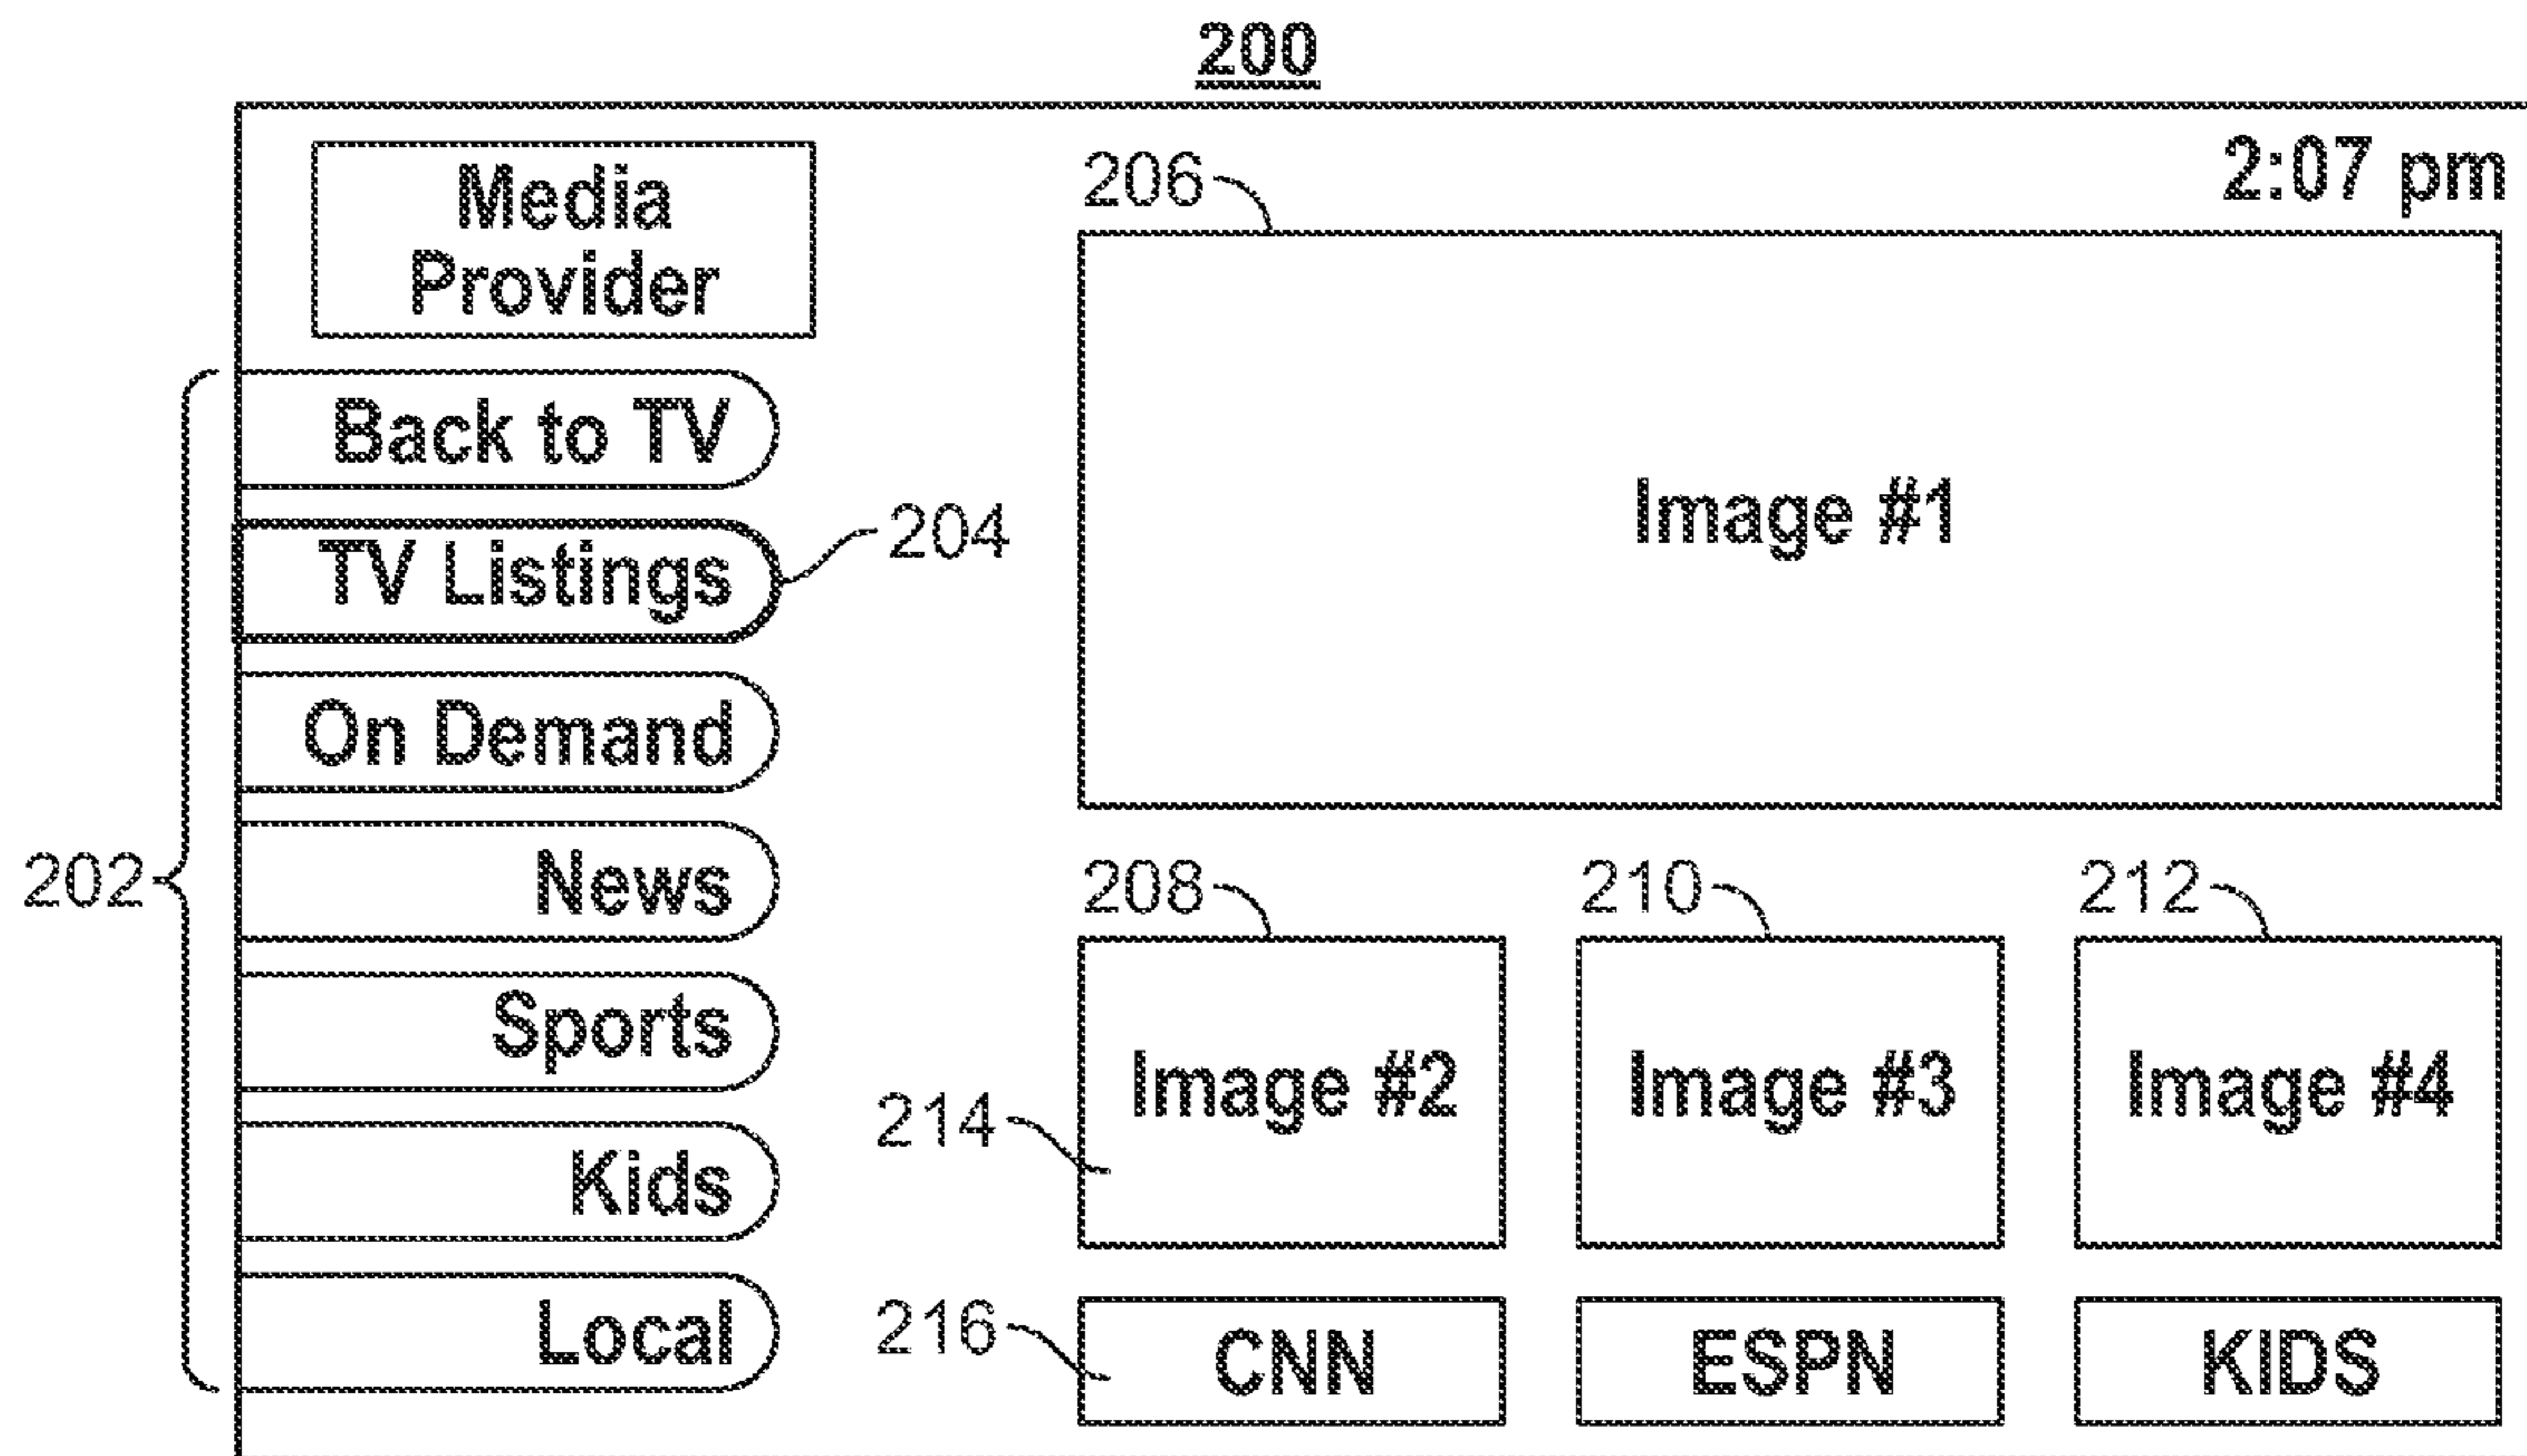 200
2:07 pm
Media
Provider
206
Image #1
Back to TV
TV Listings
204
On Demand
News
Sports
Kids
Local
202
208
210
212
Image #2
Image #3
Image #4
214
216
CNN
ESPN
KIDS